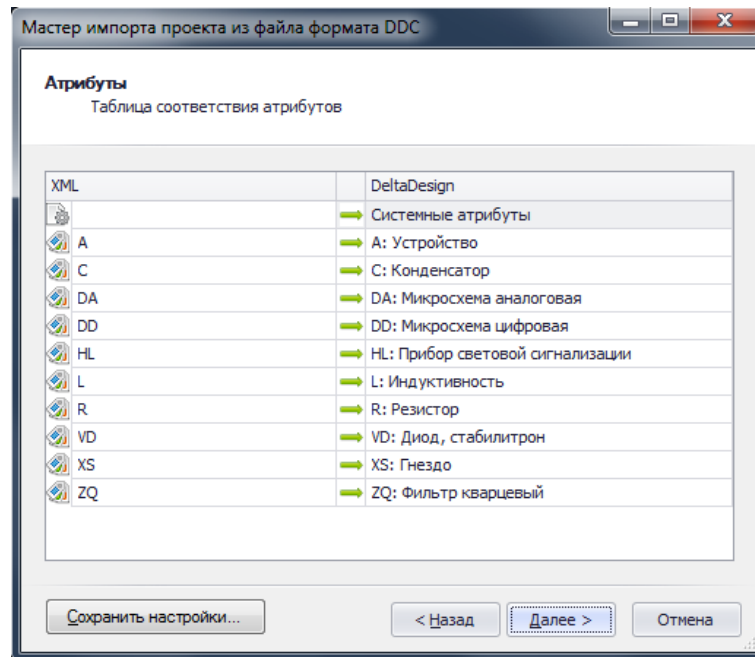 Мастер импорта проекта из файла формата DDC
Атрибуты
Таблица соответствия атрибутов
XML DeltaDesign
Системные атрибуты
A A: Устройство
C C: Конденсатор
DA DA: Микросхема аналоговая
DD DD: Микросхема цифровая
HL HL: Прибор световой сигнализации
L L: Индуктивность
R R: Резистор
VD VD: Диод, стабилитрон
XS XS: Гнездо
ZQ ZQ: Фильтр кварцевый
Сохранить настройки... < Назад Далее > Отмена